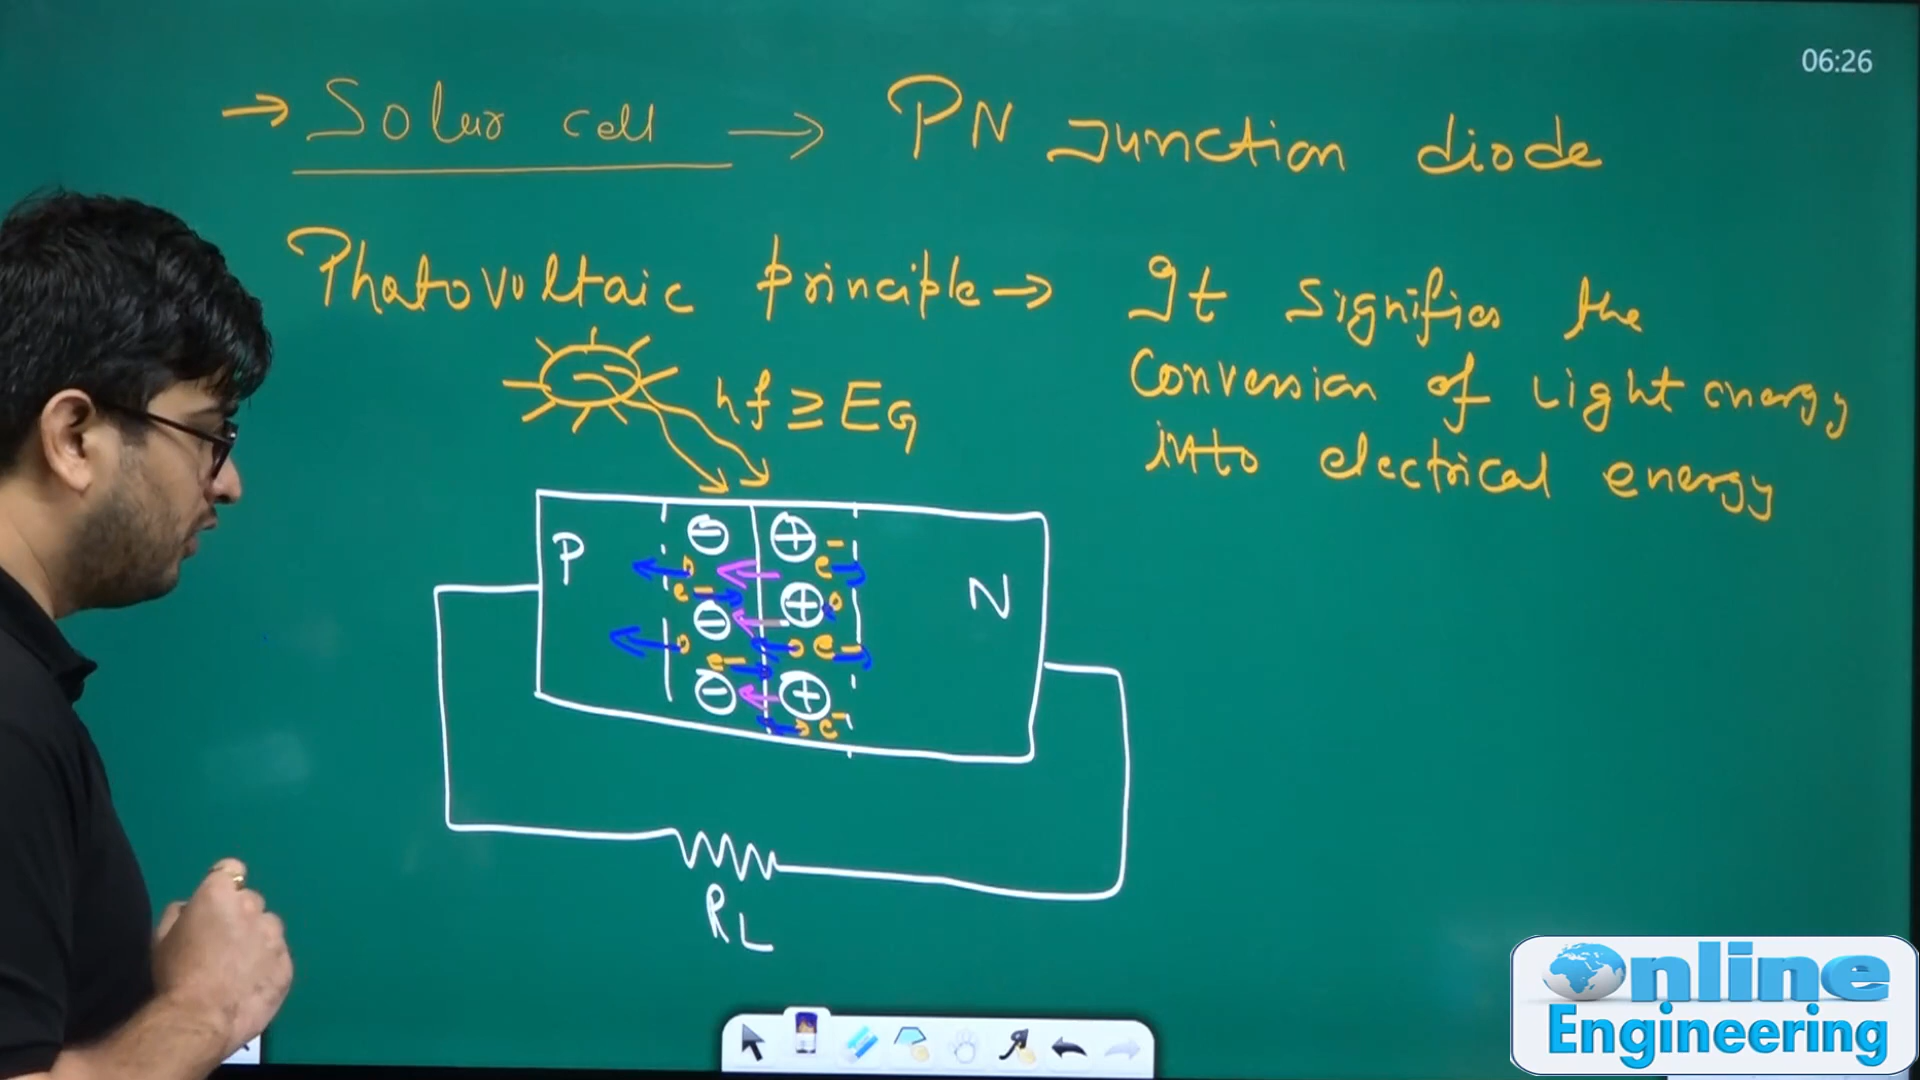 06:26
→ Solar cell → PN Junction diode
Photovoltaic principle → It signifies the
conversion of light energy
into electrical energy
hf ≥ EG
P
N
⊖ ⊕
e-
e-
⊖ ⊕
e-
e-
⊖ ⊕
e-
RL
Online
Engineering